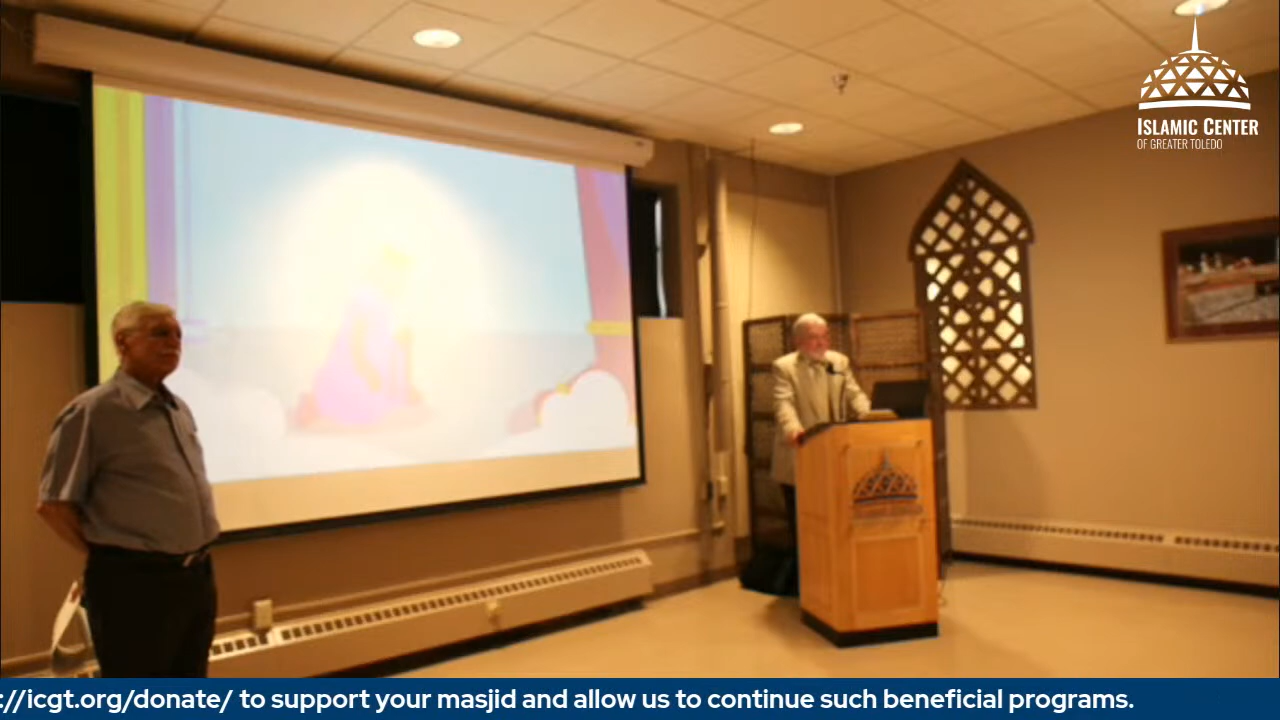 ISLAMIC CENTER
OF GREATER TOLEDO
://icgt.org/donate/ to support your masjid and allow us to continue such beneficial programs.